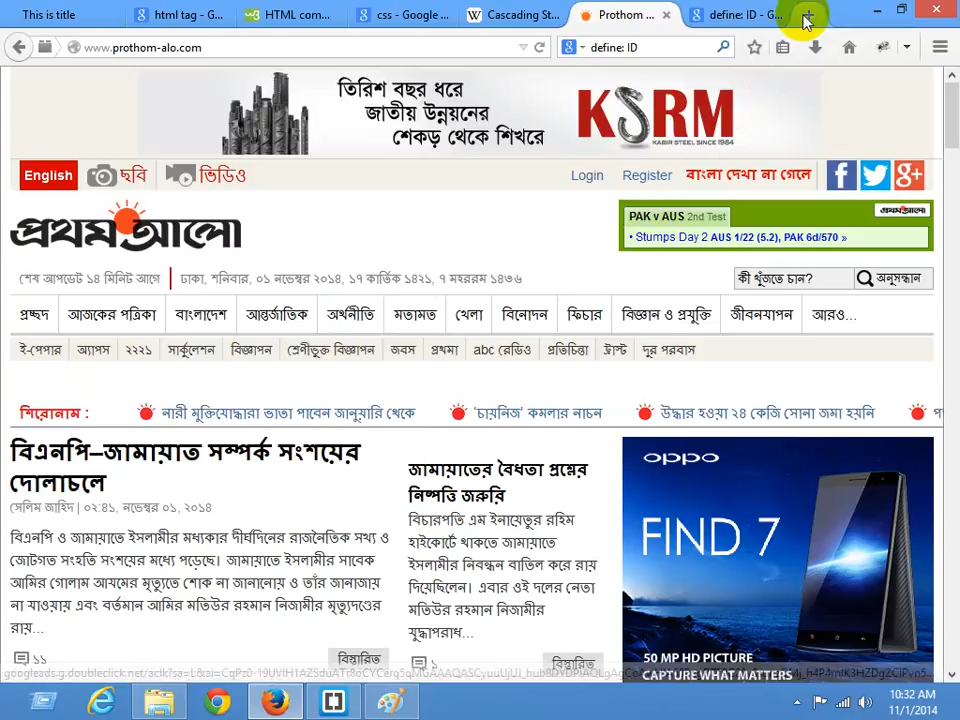 This is title
html tag - G...
HTML com...
css - Google ...
Cascading St...
Prothom ...
define: ID - G...
www.prothom-alo.com
define: ID
তিরিশ বছর ধরে
জাতীয় উন্নয়নের
শেকড় থেকে শিখরে
KSRM
KABIR STEEL SINCE 1984
English
ছবি
ভিডিও
Login
Register
বাংলা দেখা না গেলে
প্রথম আলো
PAK v AUS 2nd Test
প্রথম আলো
• Stumps Day 2 AUS 1/22 (5.2), PAK 6d/570 »
শেষ আপডেট ১৪ মিনিট আগে
ঢাকা, শনিবার, ০১ নভেম্বর ২০১৪, ১৭ কার্তিক ১৪২১, ৭ মহররম ১৪৩৬
কী খুঁজতে চান?
অনুসন্ধান
প্রচ্ছদ
আজকের পত্রিকা
বাংলাদেশ
আন্তর্জাতিক
অর্থনীতি
মতামত
খেলা
বিনোদন
ফিচার
বিজ্ঞান ও প্রযুক্তি
জীবনযাপন
আরও...
ই-পেপার
অ্যাপস
২২২১
সার্কুলেশন
বিজ্ঞাপন
শ্রেণীভুক্ত বিজ্ঞাপন
জবস
প্রথমা
abc রেডিও
প্রতিচিন্তা
ট্রাস্ট
দূর পরবাস
শিরোনাম :
নারী মুক্তিযোদ্ধারা ভাতা পাবেন জানুয়ারি থেকে
‘চায়নিজ’ কমলার নাচন
উদ্ধার হওয়া ২৪ কেজি সোনা জমা হয়নি
বিএনপি–জামায়াত সম্পর্ক সংশয়ের
দোলাচলে
সেলিম জাহিদ | ০২:৪১, নভেম্বর ০১, ২০১৪
বিএনপি ও জামায়াতে ইসলামীর মধ্যকার দীর্ঘদিনের রাজনৈতিক সখ্য ও
জোটগত সংহতি সংশয়ের মধ্যে পড়েছে। জামায়াতে ইসলামীর সাবেক
আমির গোলাম আযমের মৃত্যুতে শোক না জানানোয় ও তাঁর জানাজায়
না যাওয়ায় এবং বর্তমান আমির মতিউর রহমান নিজামীর মৃত্যুদণ্ডের
রায়...
১১
বিস্তারিত
জামায়াতের বৈধতা প্রশ্নের
নিষ্পত্তি জরুরি
বিচারপতি এম ইনায়েতুর রহিম
হাইকোর্টে থাকতে জামায়াতে
ইসলামীর নিবন্ধন বাতিল করে রায়
দিয়েছিলেন। এবার ওই দলের নেতা
মতিউর রহমান নিজামীর
যুদ্ধাপরাধ...
১
বিস্তারিত
oppo
FIND 7
50 MP HD PICTURE
CAPTURE WHAT MATTERS
10:32 AM
11/1/2014